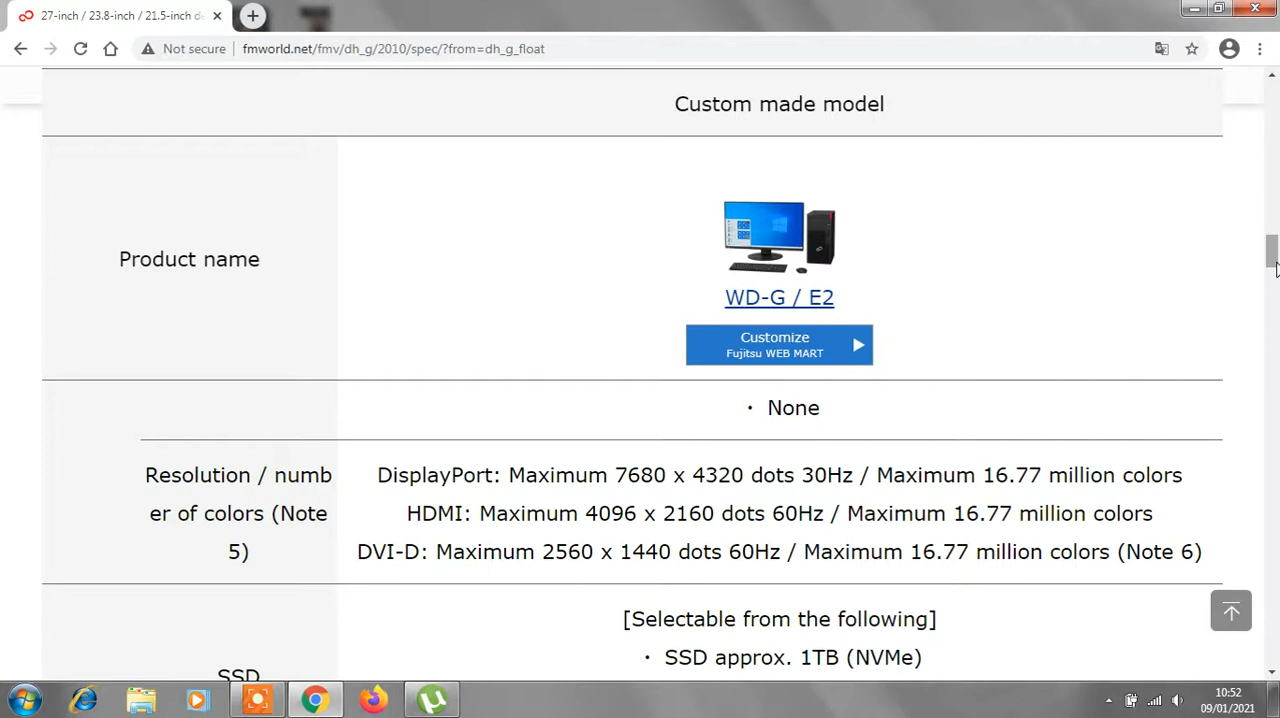 27-inch / 23.8-inch / 21.5-inch de
Not secure
fmworld.net/fmv/dh_g/2010/spec/?from=dh_g_float
Custom made model
Product name
WD-G / E2
Customize
Fujitsu WEB MART
・ None
Resolution / numb
er of colors (Note
5)
DisplayPort: Maximum 7680 x 4320 dots 30Hz / Maximum 16.77 million colors
HDMI: Maximum 4096 x 2160 dots 60Hz / Maximum 16.77 million colors
DVI-D: Maximum 2560 x 1440 dots 60Hz / Maximum 16.77 million colors (Note 6)
SSD
[Selectable from the following]
・ SSD approx. 1TB (NVMe)
10:52
09/01/2021